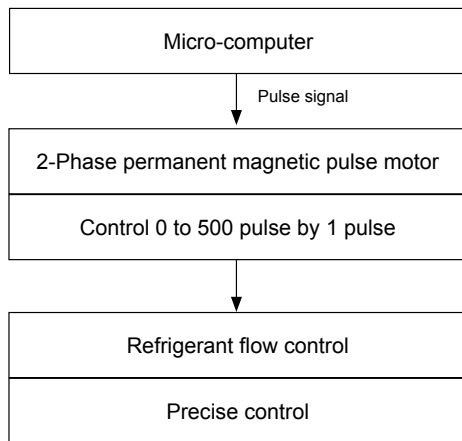 Micro-computer
Pulse signal
2-Phase permanent magnetic pulse motor
Control 0 to 500 pulse by 1 pulse
Refrigerant flow control
Precise control